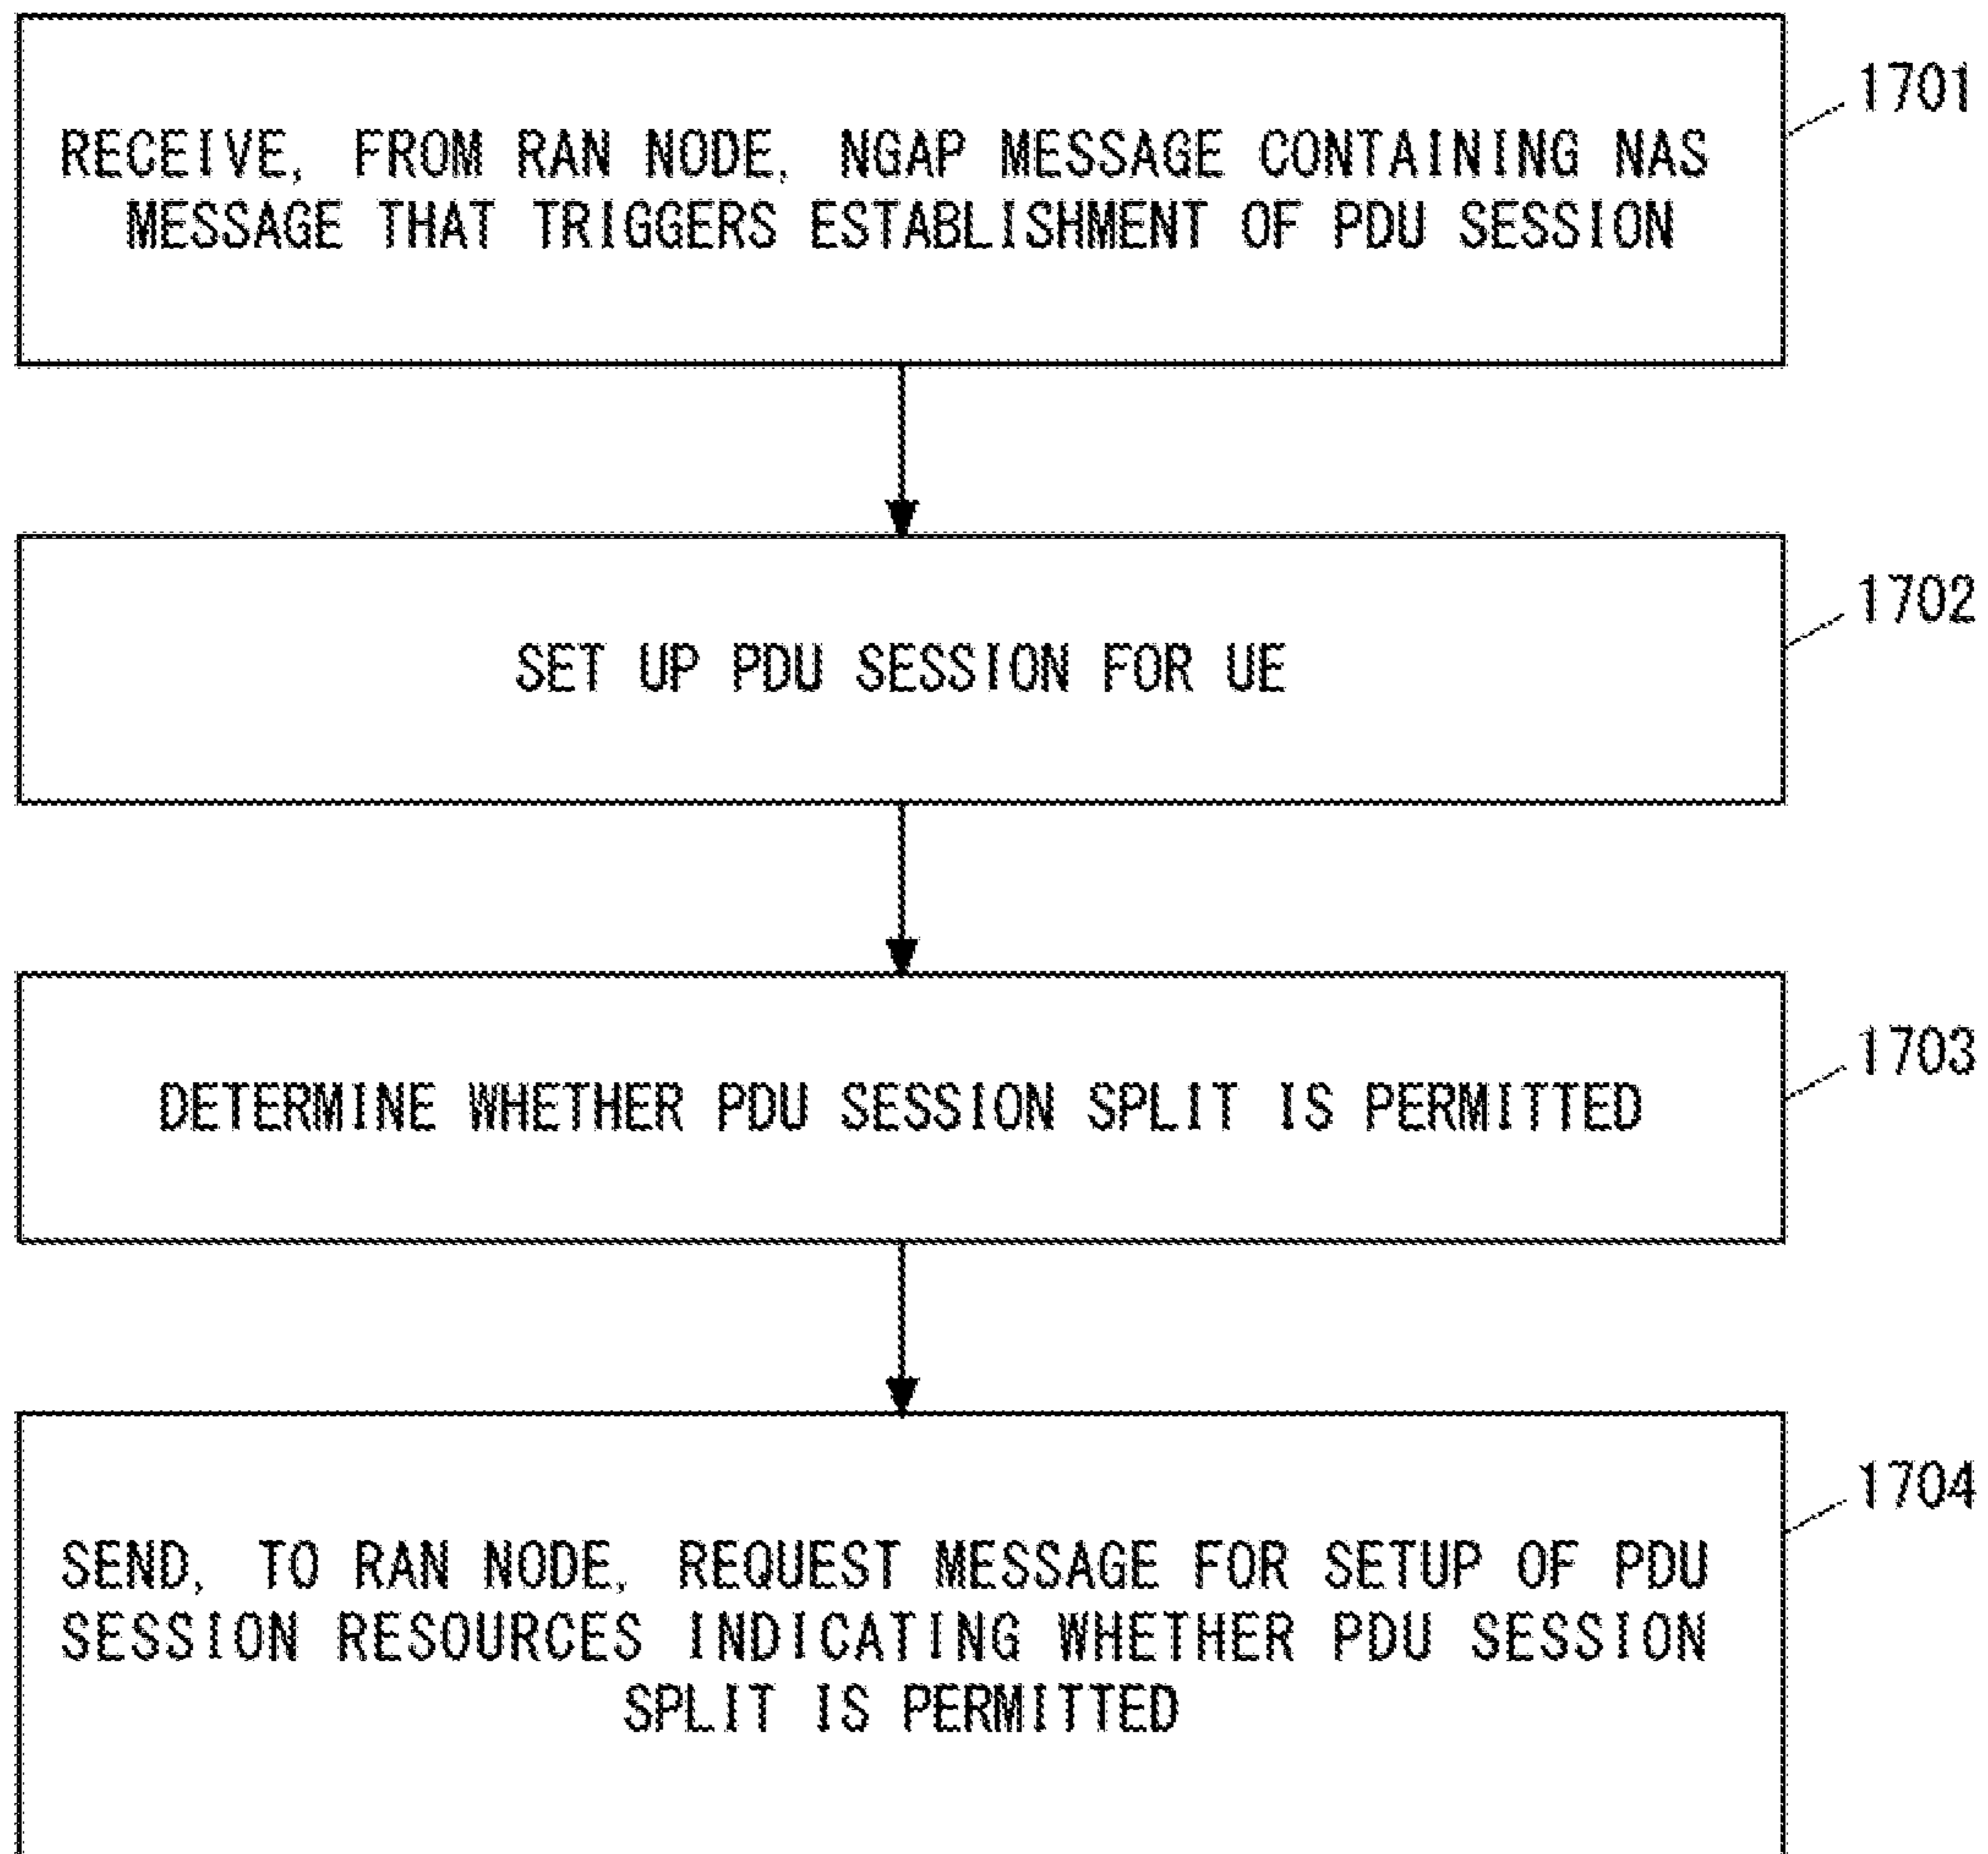 1701
RECEIVE, FROM RAN NODE, NGAP MESSAGE CONTAINING NAS
MESSAGE THAT TRIGGERS ESTABLISHMENT OF PDU SESSION
1702
SET UP PDU SESSION FOR UE
1703
DETERMINE WHETHER PDU SESSION SPLIT IS PERMITTED
1704
SEND, TO RAN NODE, REQUEST MESSAGE FOR SETUP OF PDU
SESSION RESOURCES INDICATING WHETHER PDU SESSION
SPLIT IS PERMITTED